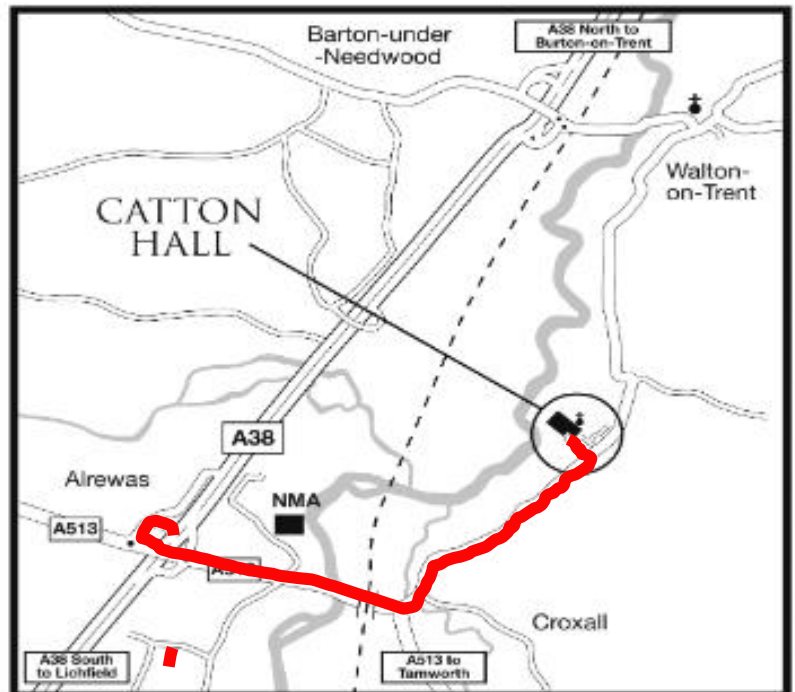 A38 North to
Burton-on-Trent
Barton-under
-Needwood
Walton-
on-Trent
CATTON
HALL
A38
Alrewas
NMA
A513
Croxall
A38 South
to Lichfield
A513 to
Tamworth